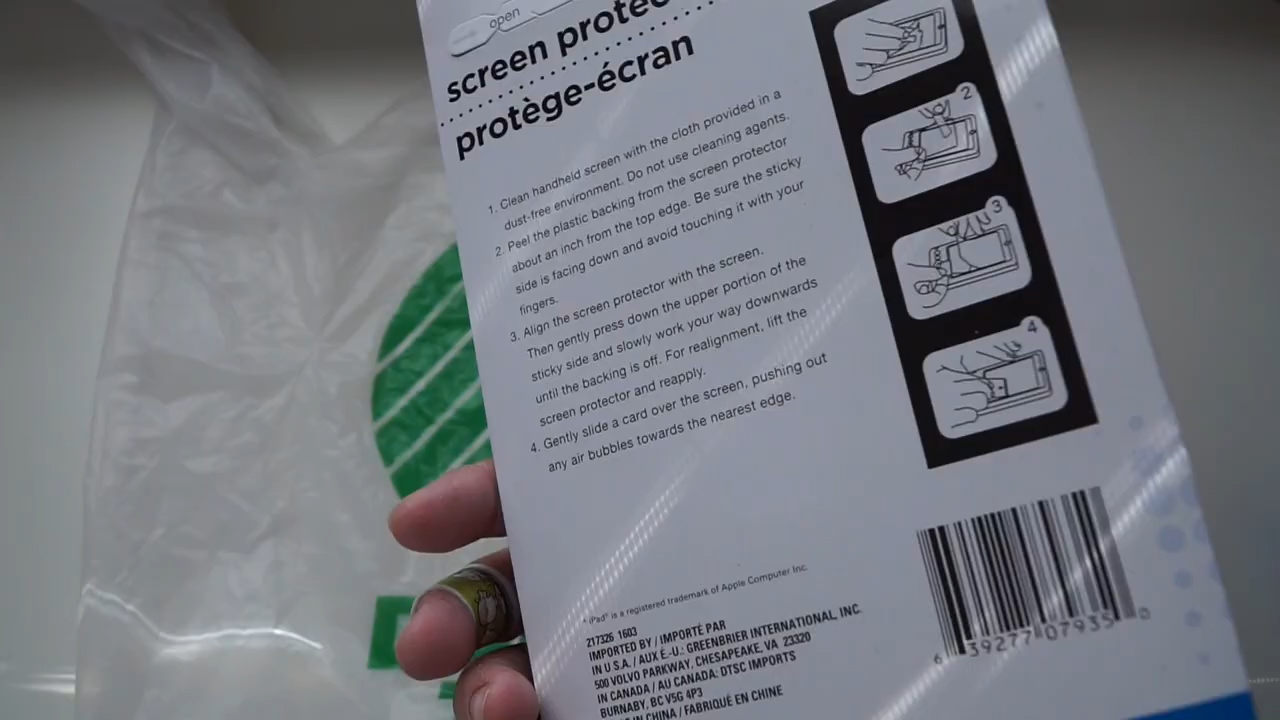 open
screen protec
protège-écran
1. Clean handheld screen with the cloth provided in a
dust-free environment. Do not use cleaning agents.
2. Peel the plastic backing from the screen protector
about an inch from the top edge. Be sure the sticky
side is facing down and avoid touching it with your
fingers.
3. Align the screen protector with the screen.
Then gently press down the upper portion of the
sticky side and slowly work your way downwards
until the backing is off. For realignment, lift the
screen protector and reapply.
4. Gently slide a card over the screen, pushing out
any air bubbles towards the nearest edge.
2
3
4
* iPad® is a registered trademark of Apple Computer Inc.
217326 1603
IMPORTED BY / IMPORTÉ PAR
IN U.S.A. / AUX É.-U.: GREENBRIER INTERNATIONAL, INC.
500 VOLVO PARKWAY, CHESAPEAKE, VA 23320
IN CANADA / AU CANADA: DTSC IMPORTS
BURNABY, BC V5G 4P3
IN CHINA / FABRIQUÉ EN CHINE
6 39277 07935 0